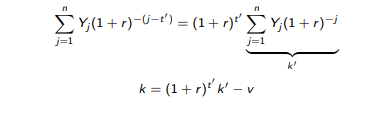 \sum_{j=1}^{n} Y_j(1 + r)^{-(j-t')} = (1 + r)^{t'} \underbrace{\sum_{j=1}^{n} Y_j(1 + r)^{-j}}_{k'}
k = (1 + r)^{t'} k' − v